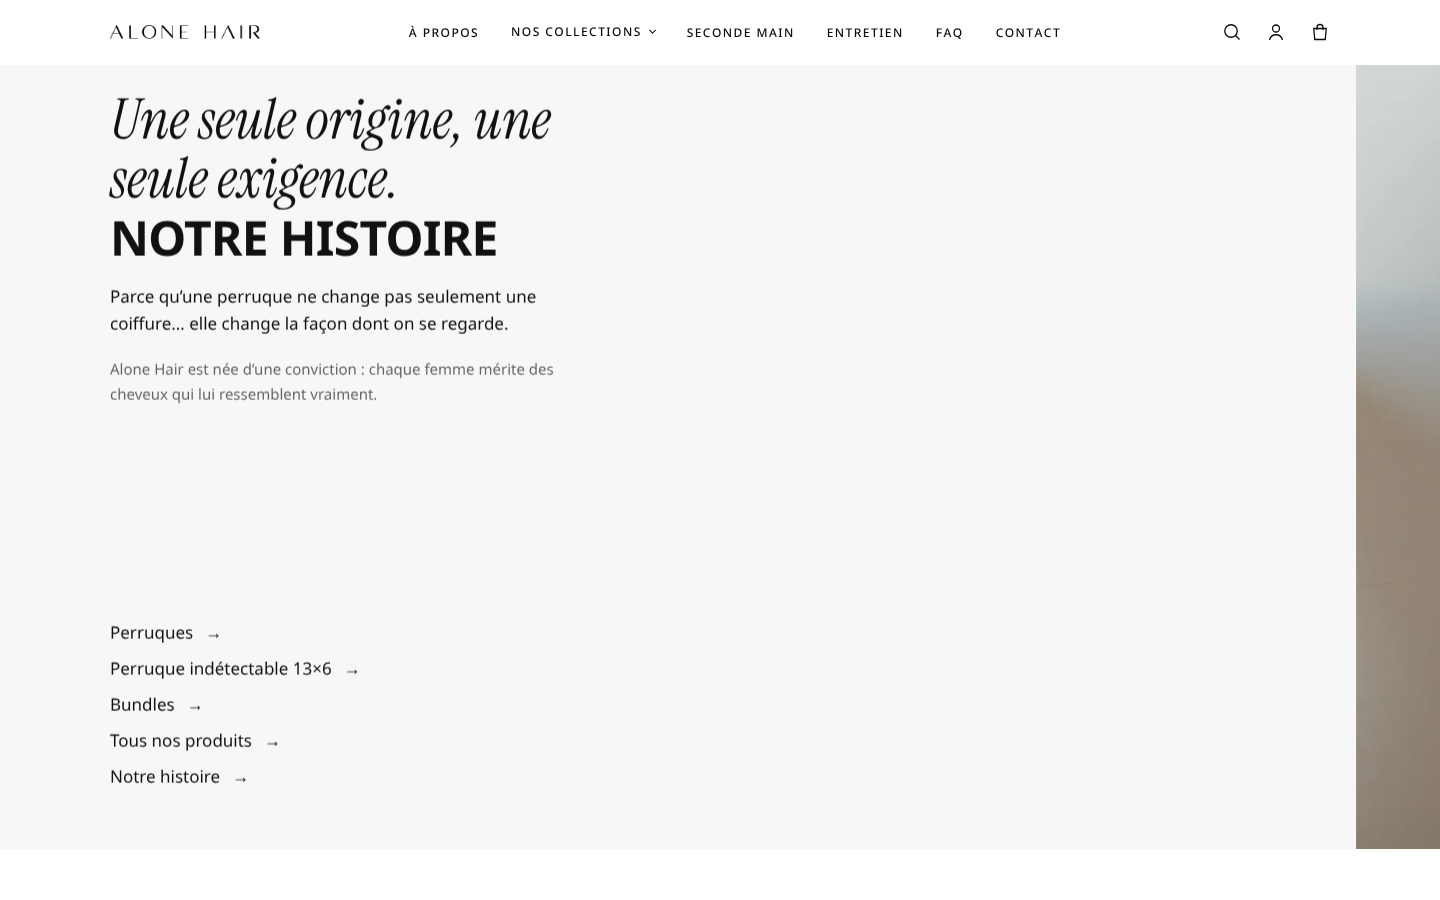 ALONE HAIR
À PROPOS
NOS COLLECTIONS
SECONDE MAIN
ENTRETIEN
FAQ
CONTACT
Une seule origine, une
seule exigence.
NOTRE HISTOIRE
Parce qu’une perruque ne change pas seulement une
coiffure… elle change la façon dont on se regarde.
Alone Hair est née d’une conviction : chaque femme mérite des
cheveux qui lui ressemblent vraiment.
Perruques →
Perruque indétectable 13×6 →
Bundles →
Tous nos produits →
Notre histoire →